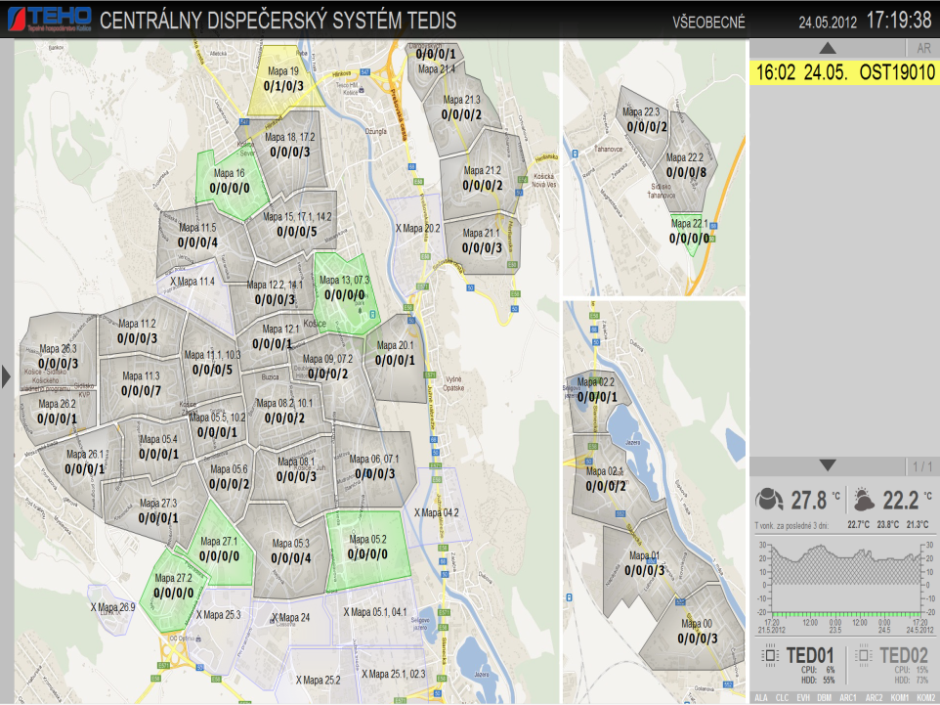 TEHO
CENTRÁLNY DISPEČERSKÝ SYSTÉM TEDIS
VŠEOBECNÉ
24.05.2012 17:19:38
AR
16:02 24.05. OST19010
Mapa 19
0/1/0/3
Mapa 18, 17.2
0/0/0/3
Mapa 16
0/0/0/0
Mapa 15, 17.1, 14.2
0/0/0/5
Mapa 11.5
0/0/0/4
X Mapa 11.4
Mapa 12.2, 14.1
0/0/0/3
Mapa 13, 07.3
0/0/0/0
Košice
Mapa 12.1
0/0/0/1
Mapa 11.2
0/0/0/3
Mapa 26.3
0/0/0/3
Mapa 11.1, 10.3
0/0/0/5
Mapa 09, 07.2
0/0/0/2
Mapa 20.1
0/0/0/1
Mapa 11.3
0/0/0/7
Mapa 26.2
0/0/0/1
Mapa 08.2, 10.1
0/0/0/2
Mapa 05.5, 10.2
0/0/0/1
Mapa 05.4
0/0/0/1
Mapa 26.1
0/0/0/1
Mapa 05.6
0/0/0/2
Mapa 08.1
0/0/0/3
Mapa 06, 07.1
0/0/0/3
Mapa 27.3
0/0/0/1
X Mapa 04.2
Mapa 27.1
0/0/0/0
Mapa 05.3
0/0/0/4
Mapa 05.2
0/0/0/0
Mapa 27.2
0/0/0/0
X Mapa 26.9
X Mapa 25.3
X Mapa 24
X Mapa 05.1, 04.1
X Mapa 25.2
X Mapa 25.1, 02.3
0/0/0/1
Mapa 21.4
Mapa 21.3
0/0/0/2
Mapa 21.2
0/0/0/2
X Mapa 20.2
Mapa 21.1
0/0/0/3
Džungľa
Košická
Nová Ves
Vyšné
Opátske
Mapa 22.3
0/0/0/2
Ťahanovce
Mapa 22.2
0/0/0/8
Sídlisko
Ťahanovce
Mapa 22.1
0/0/0/0
Mapa 02.2
0/0/0/1
Jazero
Mapa 02.1
0/0/0/2
Mapa 01
0/0/0/3
Mapa 00
0/0/0/3
1 / 1
27.8 °C
22.2 °C
T vonk. za posledné 3 dni: 22.7°C 23.8°C 21.3°C
30 30
20 20
10 10
0 0
-10 -10
-20 -20
17:20 12:00 0:00 12:00 17:20
21.5.2012 23.5 24.5 24.5.2012
TED01
CPU: 6%
HDD: 55%
TED02
CPU: 15%
HDD: 73%
ALA CLC EVH DBM ARC1 ARC2 KOM1 KOM2